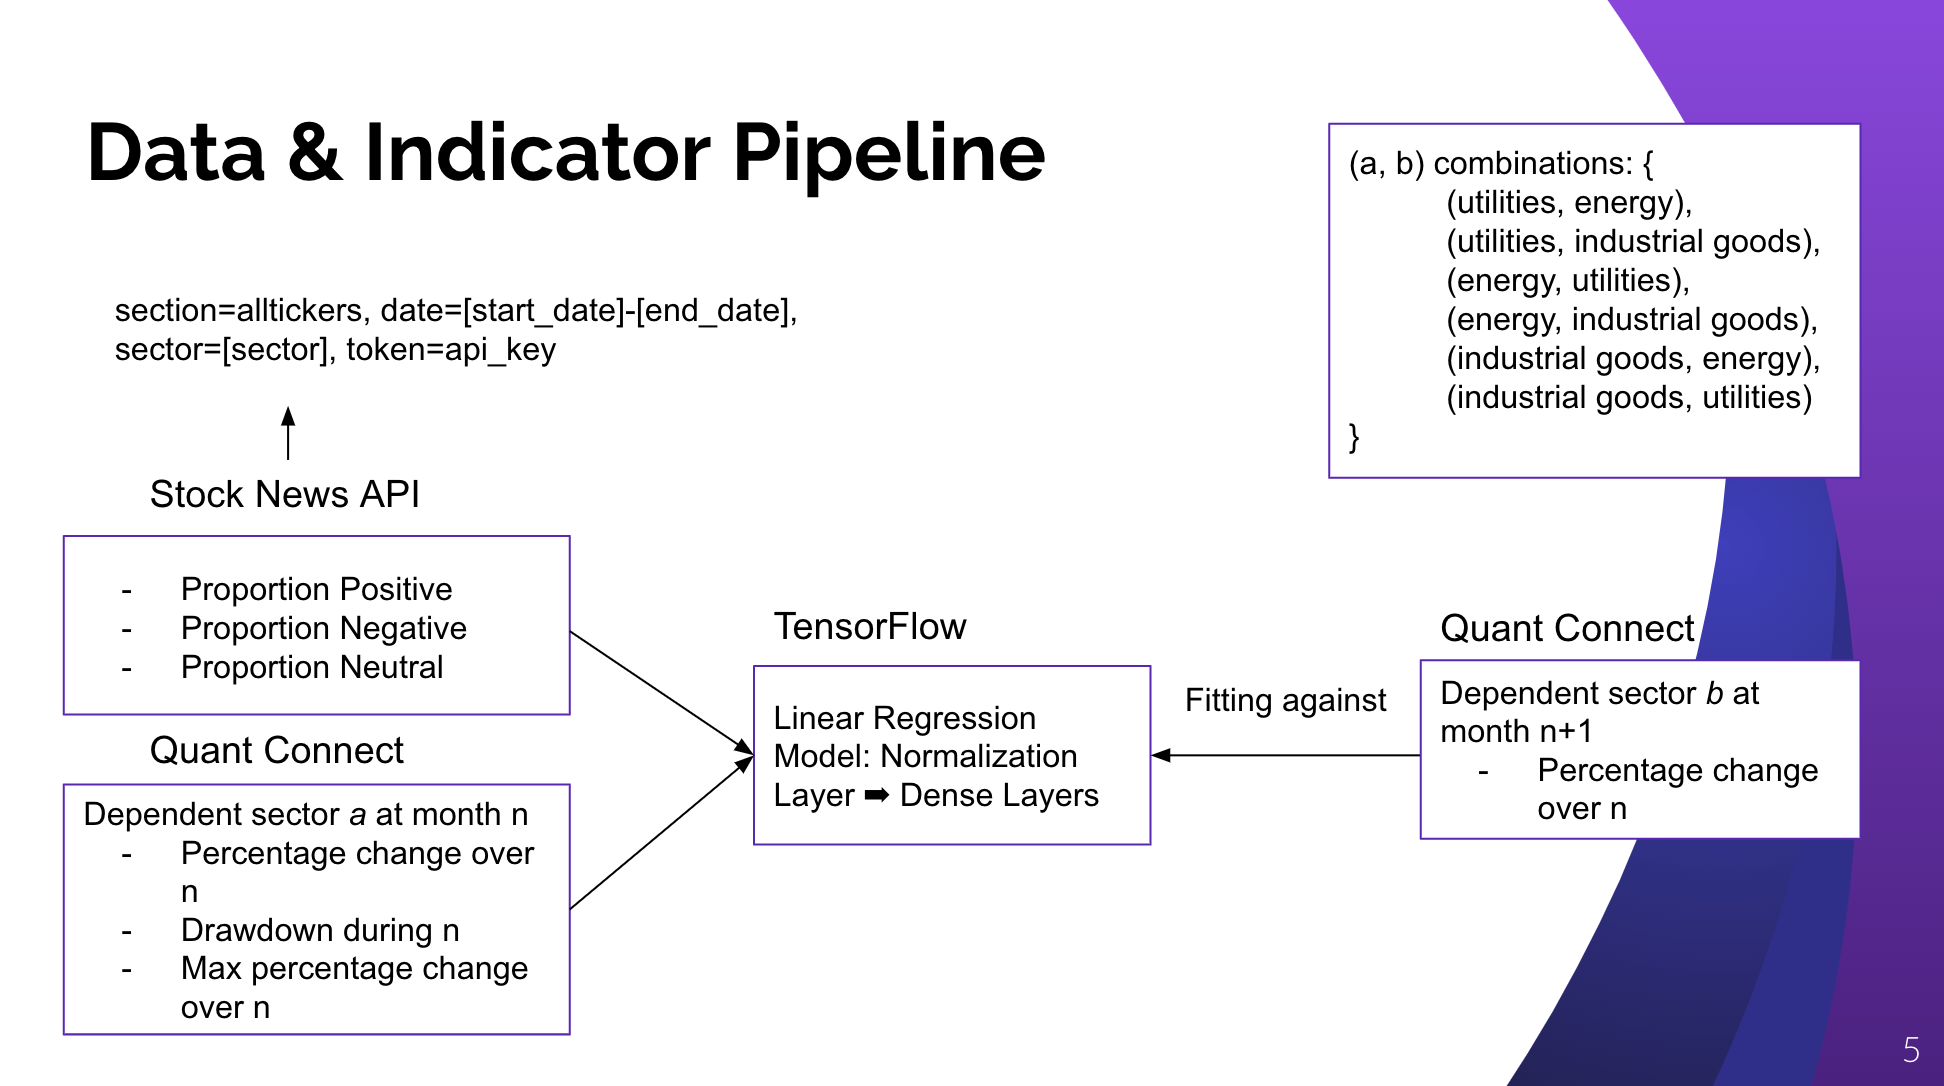 Data & Indicator Pipeline
(a, b) combinations: {
(utilities, energy),
(utilities, industrial goods),
(energy, utilities),
(energy, industrial goods),
(industrial goods, energy),
(industrial goods, utilities)
}
section=alltickers, date=[start_date]-[end_date],
sector=[sector], token=api_key
Stock News API
- Proportion Positive
- Proportion Negative
- Proportion Neutral
Quant Connect
Dependent sector a at month n
- Percentage change over
n
- Drawdown during n
- Max percentage change
over n
TensorFlow
Linear Regression
Model: Normalization
Layer ➡ Dense Layers
Fitting against
Quant Connect
Dependent sector b at
month n+1
- Percentage change
over n
5